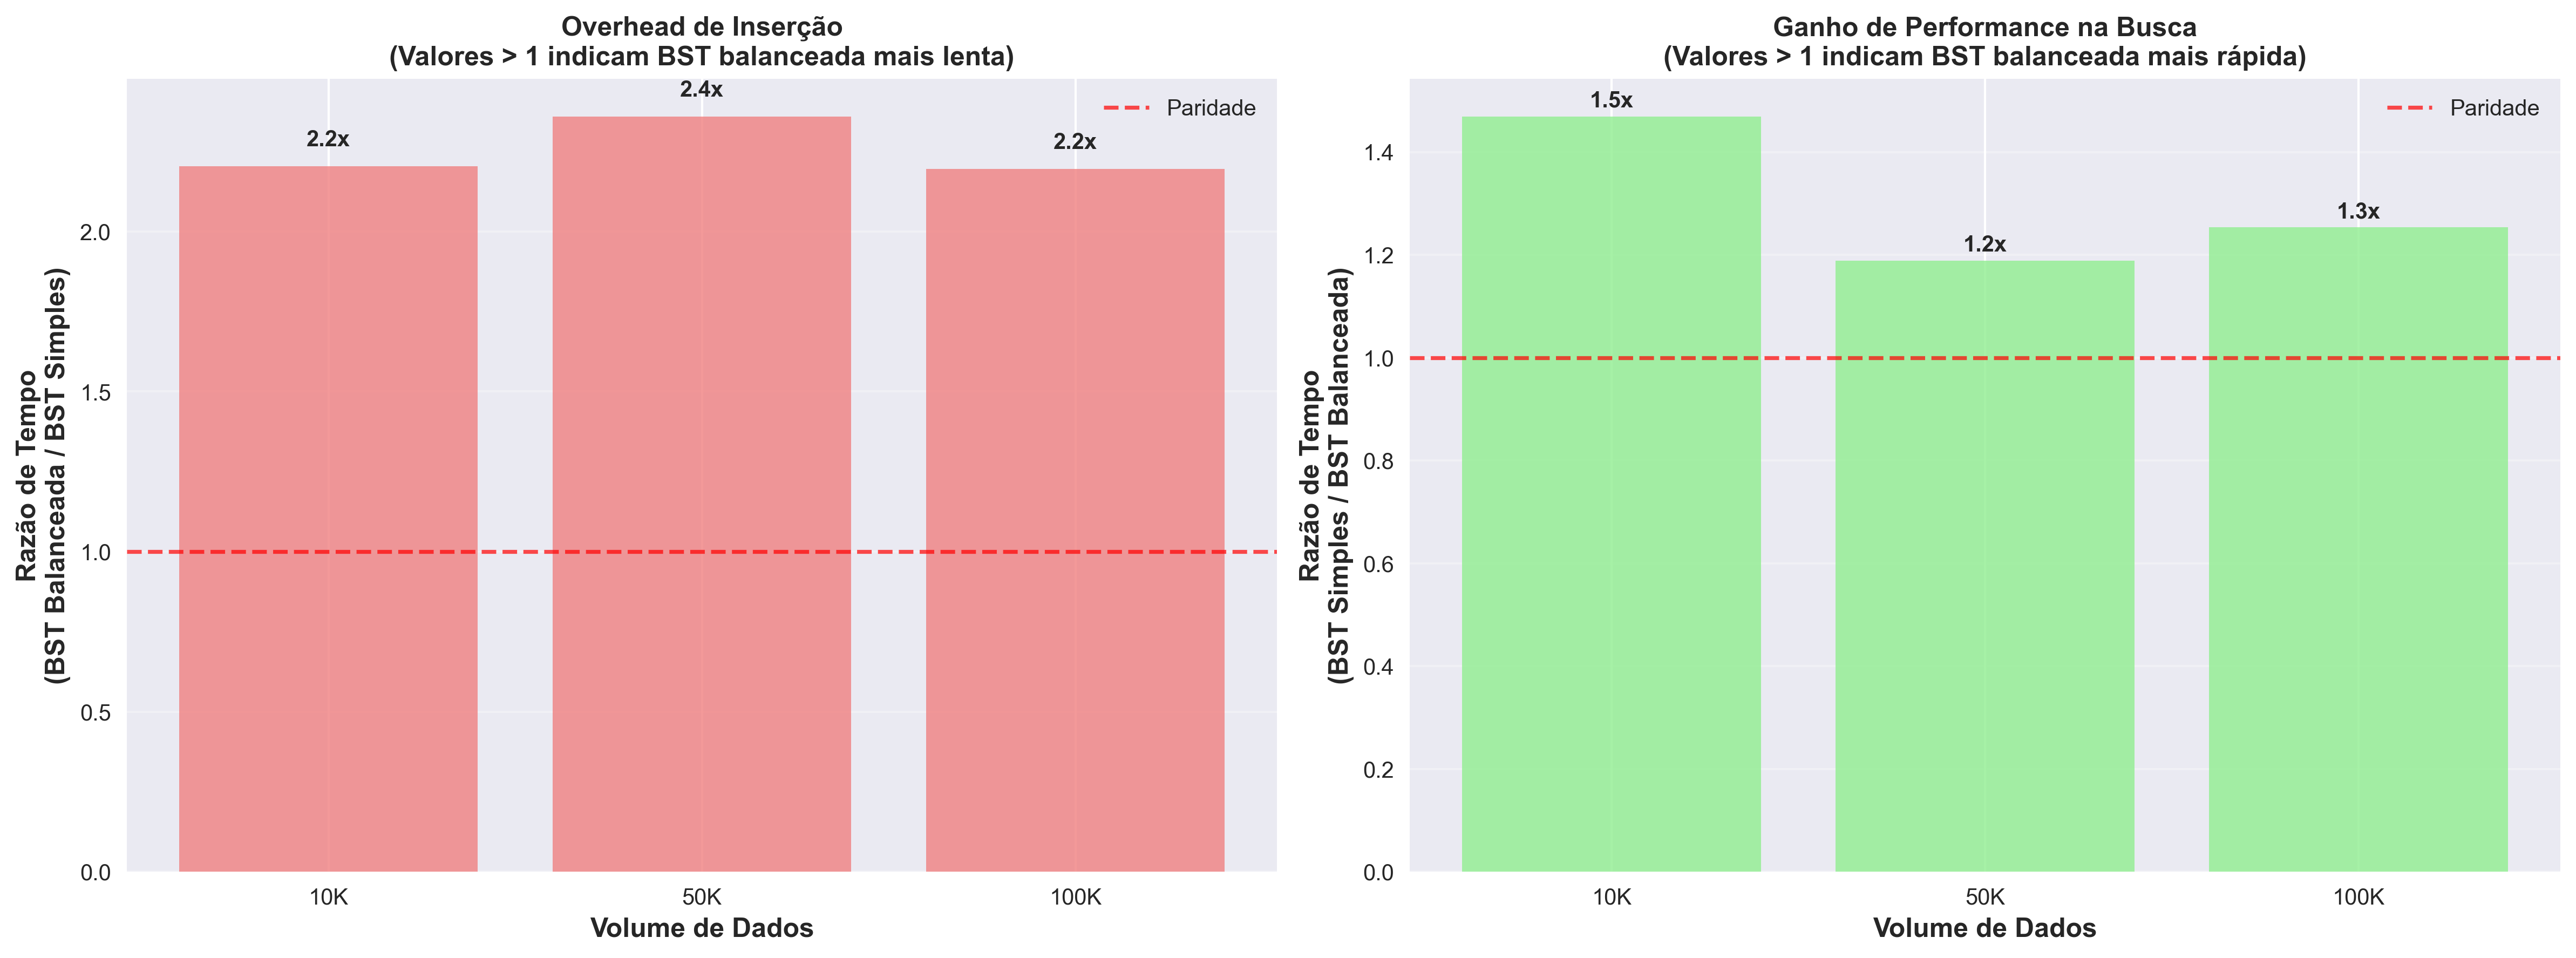 Overhead de Inserção
(Valores > 1 indicam BST balanceada mais lenta)
Razão de Tempo
(BST Balanceada / BST Simples)
2.0
1.5
1.0
0.5
0.0
2.2x
2.4x
2.2x
Paridade
10K
50K
100K
Volume de Dados
Ganho de Performance na Busca
(Valores > 1 indicam BST balanceada mais rápida)
Razão de Tempo
(BST Simples / BST Balanceada)
1.4
1.2
1.0
0.8
0.6
0.4
0.2
0.0
1.5x
1.2x
1.3x
Paridade
10K
50K
100K
Volume de Dados